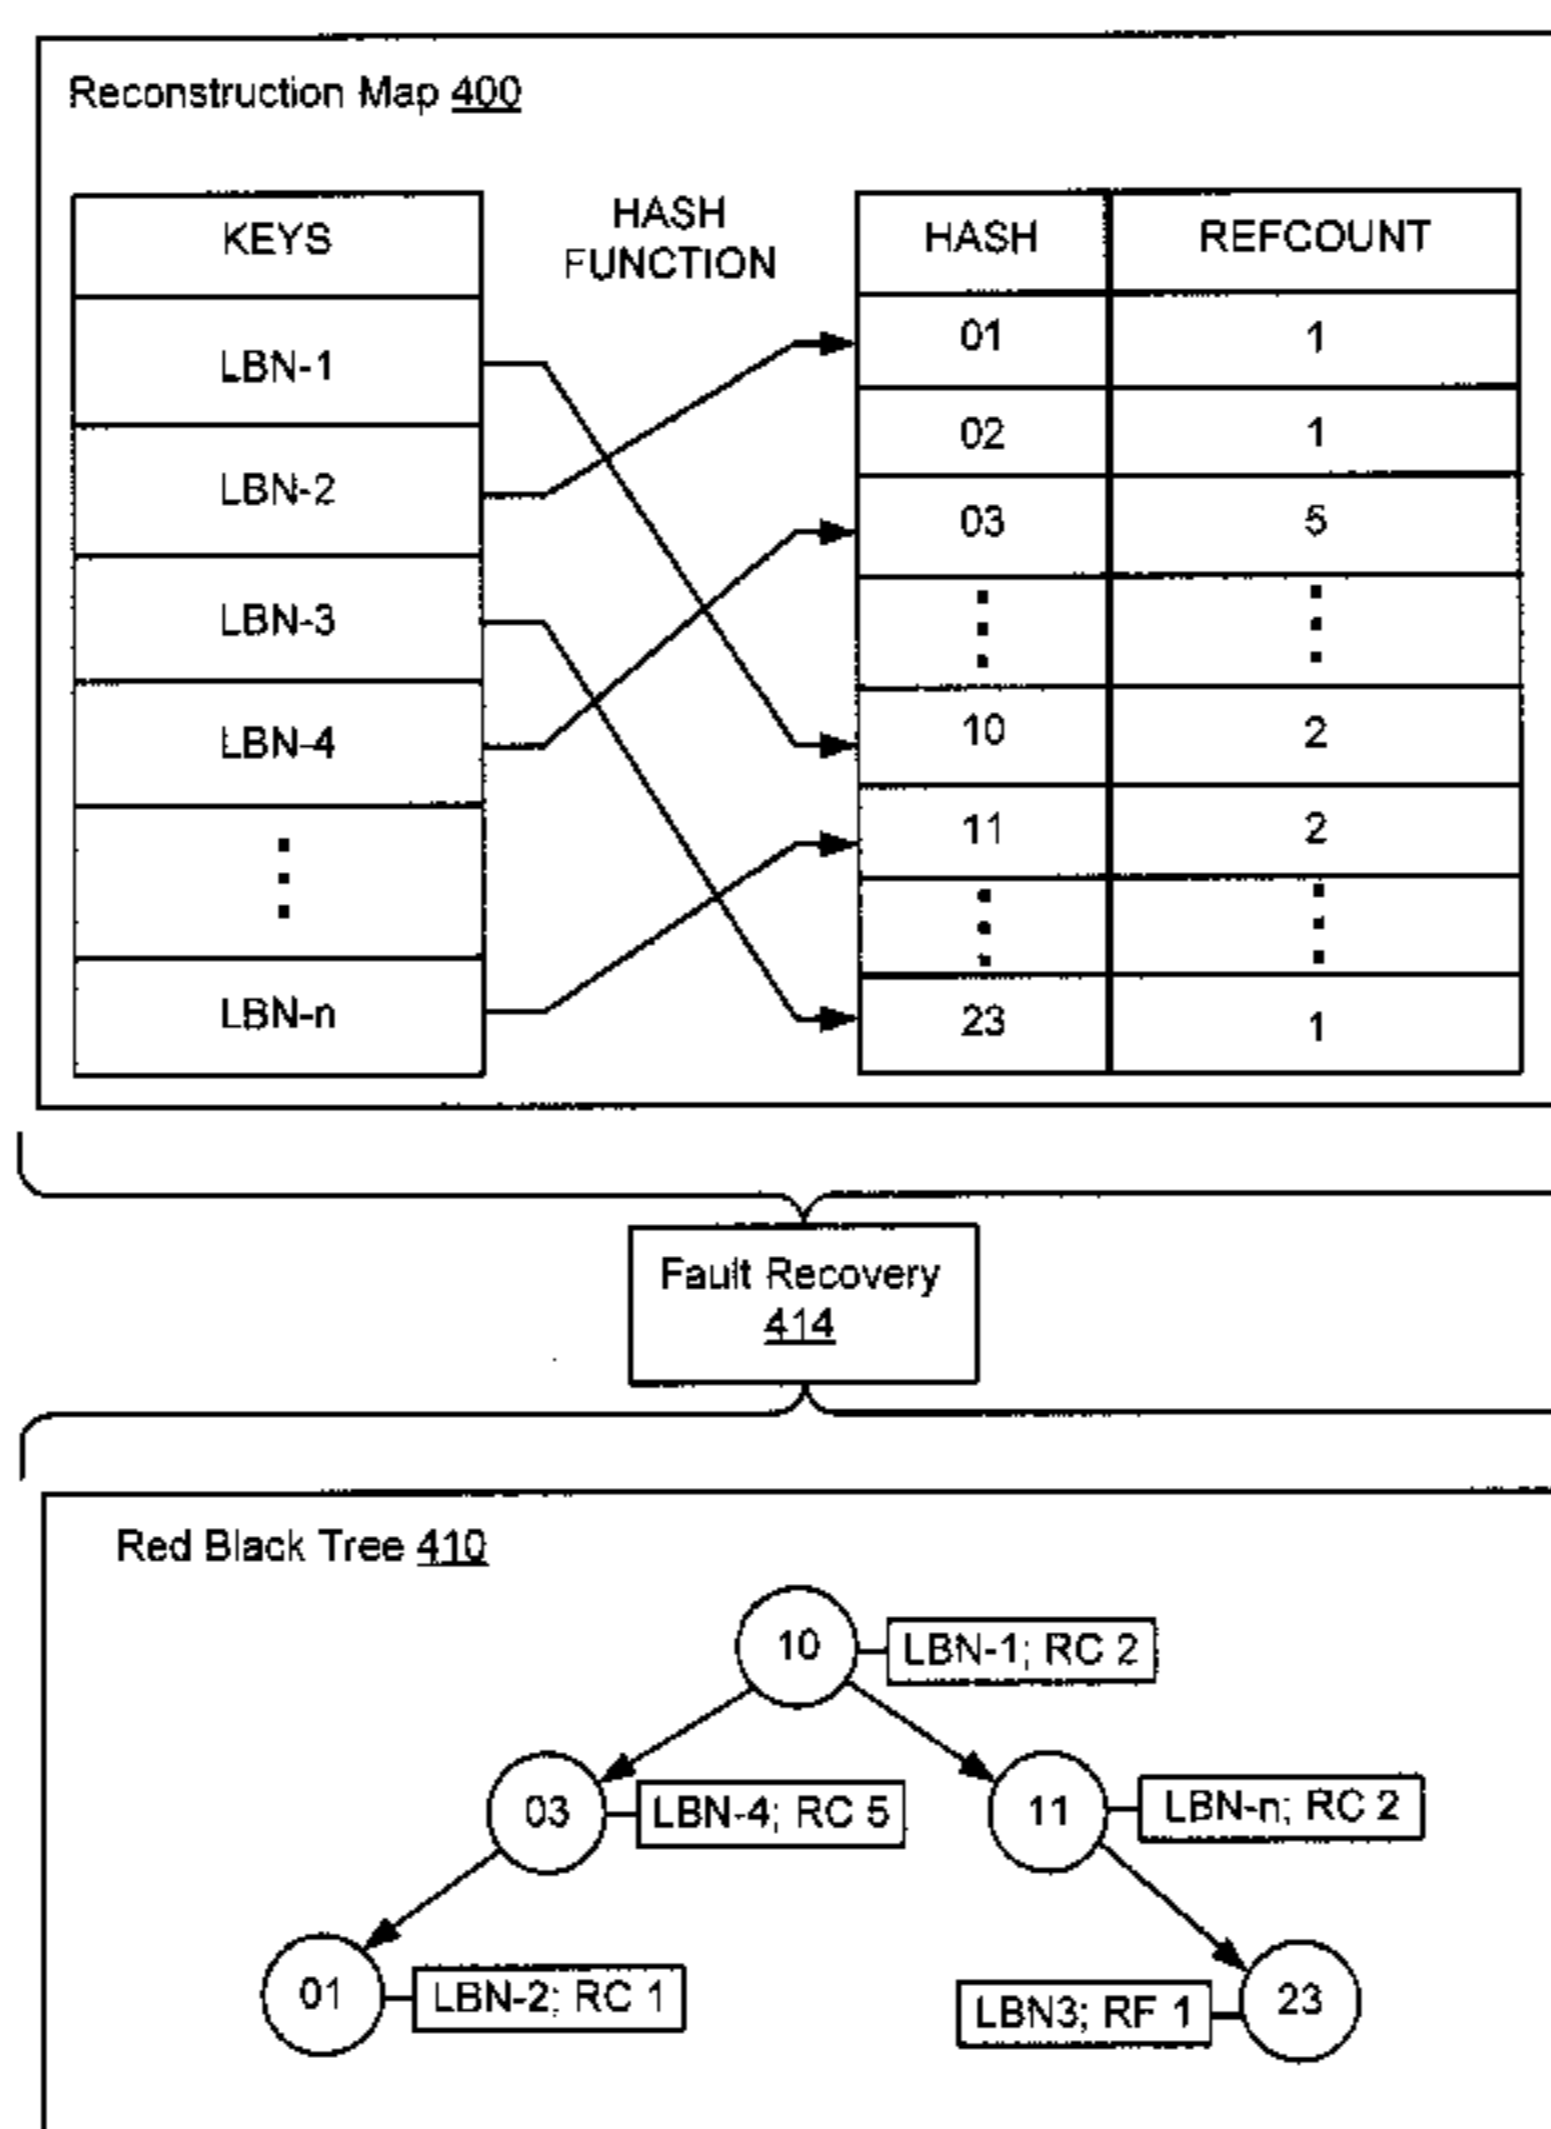 Reconstruction Map 400
KEYS
HASH
FUNCTION
HASH
REFCOUNT
LBN-1
LBN-2
LBN-3
LBN-4
LBN-n
01
1
02
1
03
5
10
2
11
2
23
1
Fault Recovery
414
Red Black Tree 410
10
LBN-1; RC 2
03
LBN-4; RC 5
11
LBN-n; RC 2
01
LBN-2; RC 1
LBN3; RF 1
23